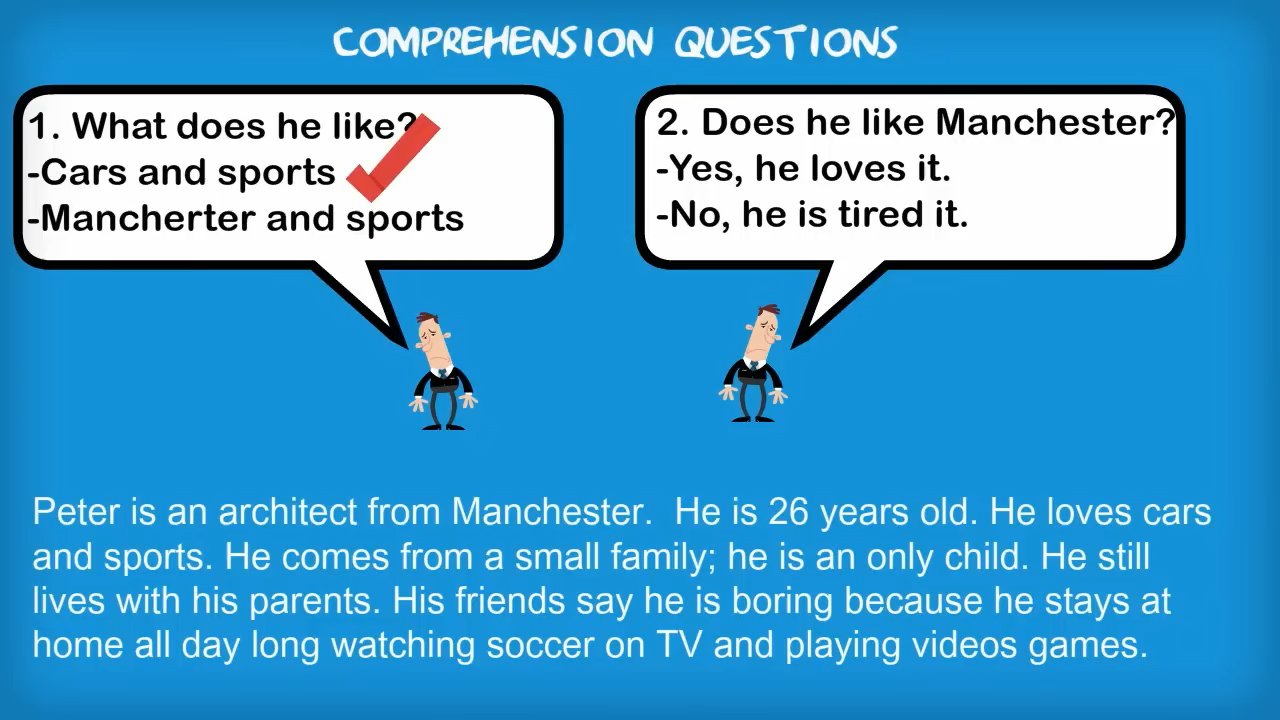 COMPREHENSION QUESTIONS
1. What does he like?
-Cars and sports
-Mancherter and sports
2. Does he like Manchester?
-Yes, he loves it.
-No, he is tired it.
Peter is an architect from Manchester.  He is 26 years old. He loves cars
and sports. He comes from a small family; he is an only child. He still
lives with his parents. His friends say he is boring because he stays at
home all day long watching soccer on TV and playing videos games.